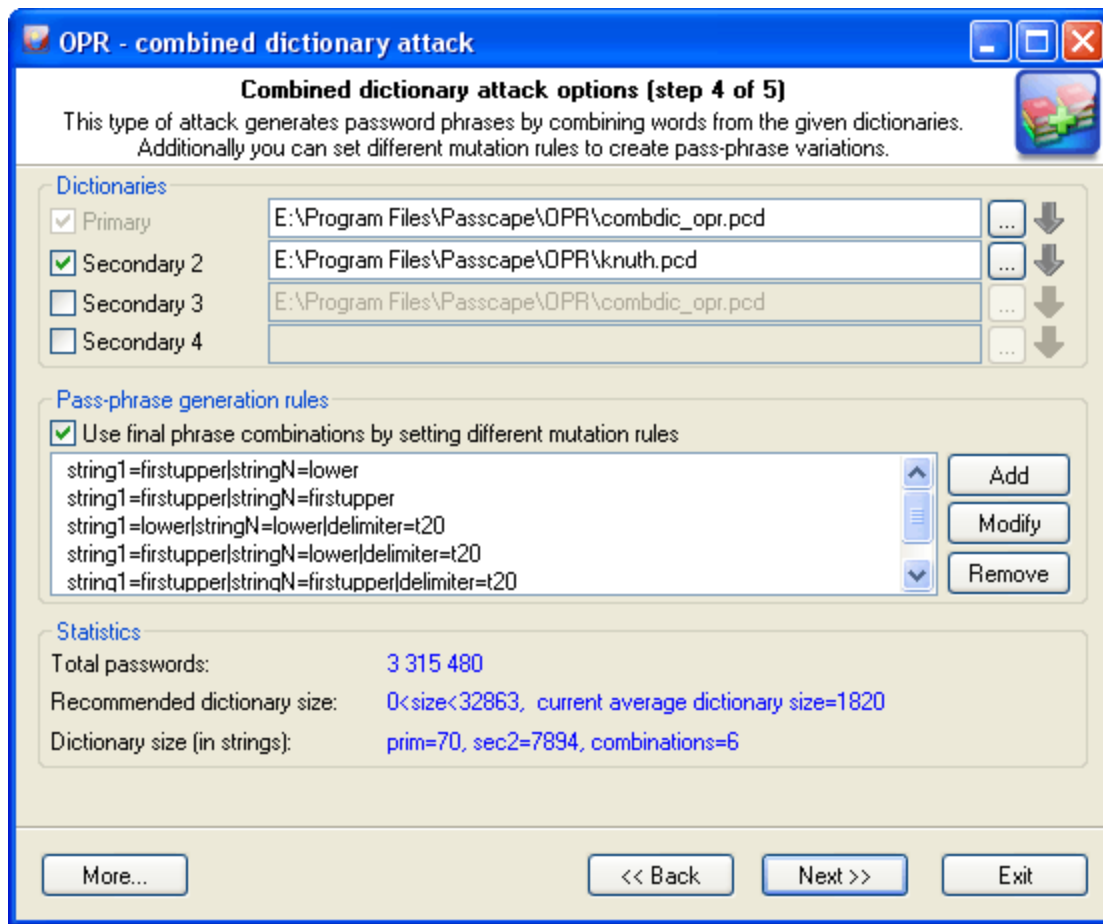 OPR - combined dictionary attack
Combined dictionary attack options (step 4 of 5)
This type of attack generates password phrases by combining words from the given dictionaries.
Additionally you can set different mutation rules to create pass-phrase variations.
Dictionaries
Primary E:\Program Files\Passcape\OPR\combdic_opr.pcd ...
Secondary 2 E:\Program Files\Passcape\OPR\knuth.pcd ...
Secondary 3 E:\Program Files\Passcape\OPR\combdic_opr.pcd ...
Secondary 4 ...
Pass-phrase generation rules
Use final phrase combinations by setting different mutation rules
string1=firstupper|stringN=lower
string1=firstupper|stringN=firstupper
string1=lower|stringN=lower|delimiter=t20
string1=firstupper|stringN=lower|delimiter=t20
string1=firstupper|stringN=firstupper|delimiter=t20
Add
Modify
Remove
Statistics
Total passwords: 3 315 480
Recommended dictionary size: 0<size<32863, current average dictionary size=1820
Dictionary size (in strings): prim=70, sec2=7894, combinations=6
More... << Back Next >> Exit